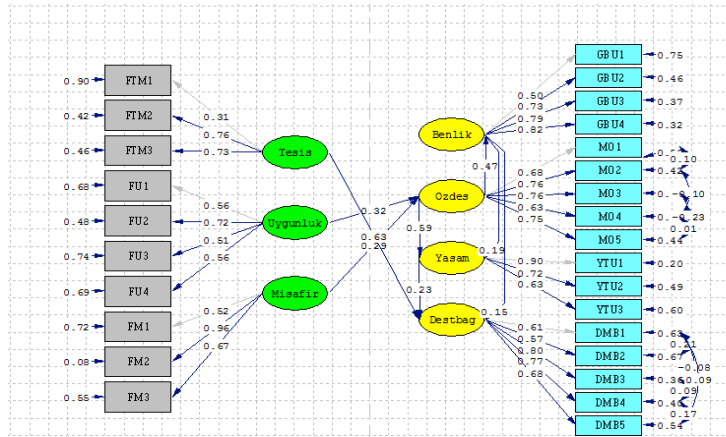 0.90 FTM1
0.42 FTM2
0.46 FTM3
0.68 FU1
0.48 FU2
0.74 FU3
0.69 FU4
0.72 FM1
0.08 FM2
0.55 FM3
0.31
0.76
0.73
0.56
0.72
0.51
0.56
0.52
0.96
0.67
Tesis
Uygunluk
Misafir
0.32
0.63
0.29
0.59
0.23
0.47
0.19
0.15
Benlik
Ozdes
Yasam
Destbag
0.50
0.73
0.79
0.82
0.68
0.76
0.76
0.63
0.75
0.90
0.72
0.63
0.61
0.57
0.80
0.77
0.68
GBU1 0.75
GBU2 0.46
GBU3 0.37
GBU4 0.32
MO1
0.10
MO2 0.42
MO3 -0.10
MO4 0.23
0.01
MO5 0.44
YTU1 0.20
YTU2 0.49
YTU3 0.60
DMB1 0.63
0.21
DMB2 0.67
-0.08
DMB3 0.36 0.09
0.09
DMB4 0.40
0.17
DMB5 0.54